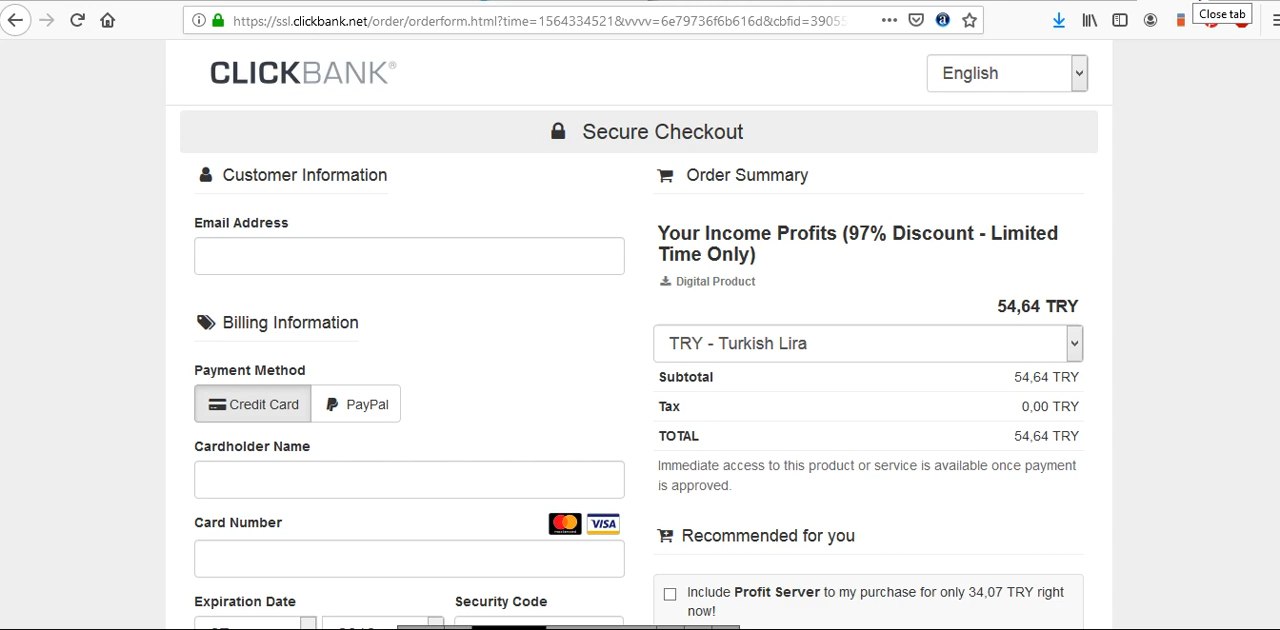 https://ssl.clickbank.net/order/orderform.html?time=1564334521&vvvv=6e79736f6b616d&cbfid=39055
Close tab
CLICKBANK®
English
Secure Checkout
Customer Information
Email Address
Billing Information
Payment Method
Credit Card
PayPal
Cardholder Name
Card Number
VISA
Expiration Date
Security Code
Order Summary
Your Income Profits (97% Discount - Limited
Time Only)
Digital Product
54,64 TRY
TRY - Turkish Lira
Subtotal 54,64 TRY
Tax 0,00 TRY
TOTAL 54,64 TRY
Immediate access to this product or service is available once payment
is approved.
Recommended for you
Include Profit Server to my purchase for only 34,07 TRY right
now!